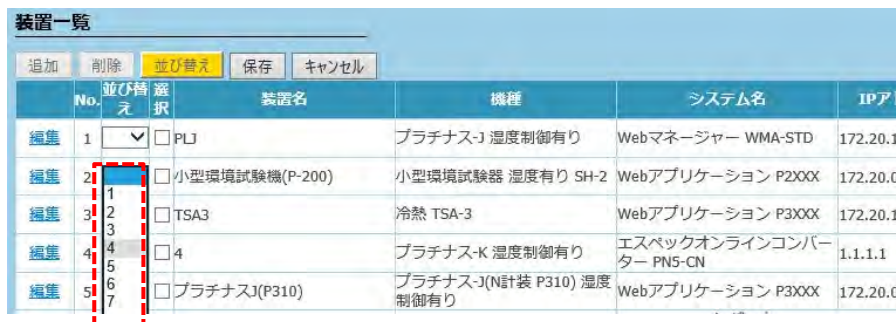 装置一覧
追加 削除 並び替え 保存 キャンセル
No. 並び替え 選択 装置名 機種 システム名 IPア
編集 1 PLJ プラチナス-J 湿度制御有り Webマネージャー WMA-STD 172.20.1
編集 2 小型環境試験機(P-200) 小型環境試験器 湿度有り SH-2 Webアプリケーション P2XXX 172.20.0
編集 3 TSA3 冷熱 TSA-3 Webアプリケーション P3XXX 172.20.1
編集 4 4 プラチナス-K 湿度制御有り エスペックオンラインコンバーター PN5-CN 1.1.1.1
編集 5 プラチナスJ(P310) プラチナス-J(N計装 P310) 湿度制御有り Webアプリケーション P3XXX 172.20.0
1
2
3
4
5
6
7